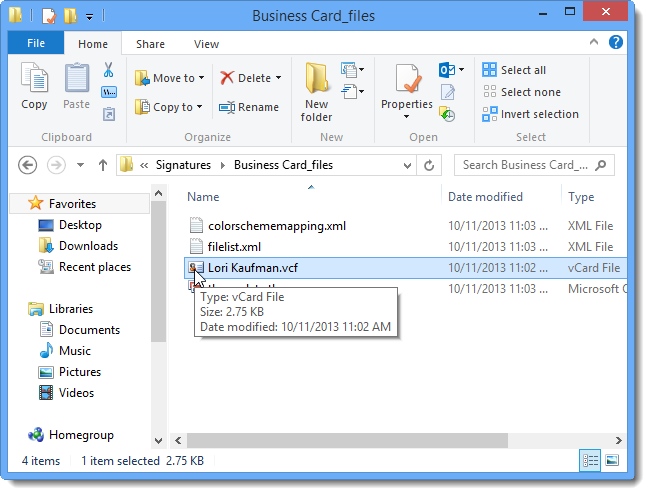 Business Card_files
File Home Share View
Copy Paste Move to Copy to Delete Rename New folder Properties Open Select all Select none Invert selection
Clipboard Organize New Open Select
« Signatures Business Card_files Search Business Card_...
Name Date modified Type
Favorites
Desktop
Downloads
Recent places
Libraries
Documents
Music
Pictures
Videos
Homegroup
colorschememapping.xml 10/11/2013 11:03 ... XML File
filelist.xml 10/11/2013 11:03 ... XML File
Lori Kaufman.vcf 10/11/2013 11:02 ... vCard File
10/11/2013 11:03 ... Microsoft
Type: vCard File
Size: 2.75 KB
Date modified: 10/11/2013 11:02 AM
4 items 1 item selected 2.75 KB